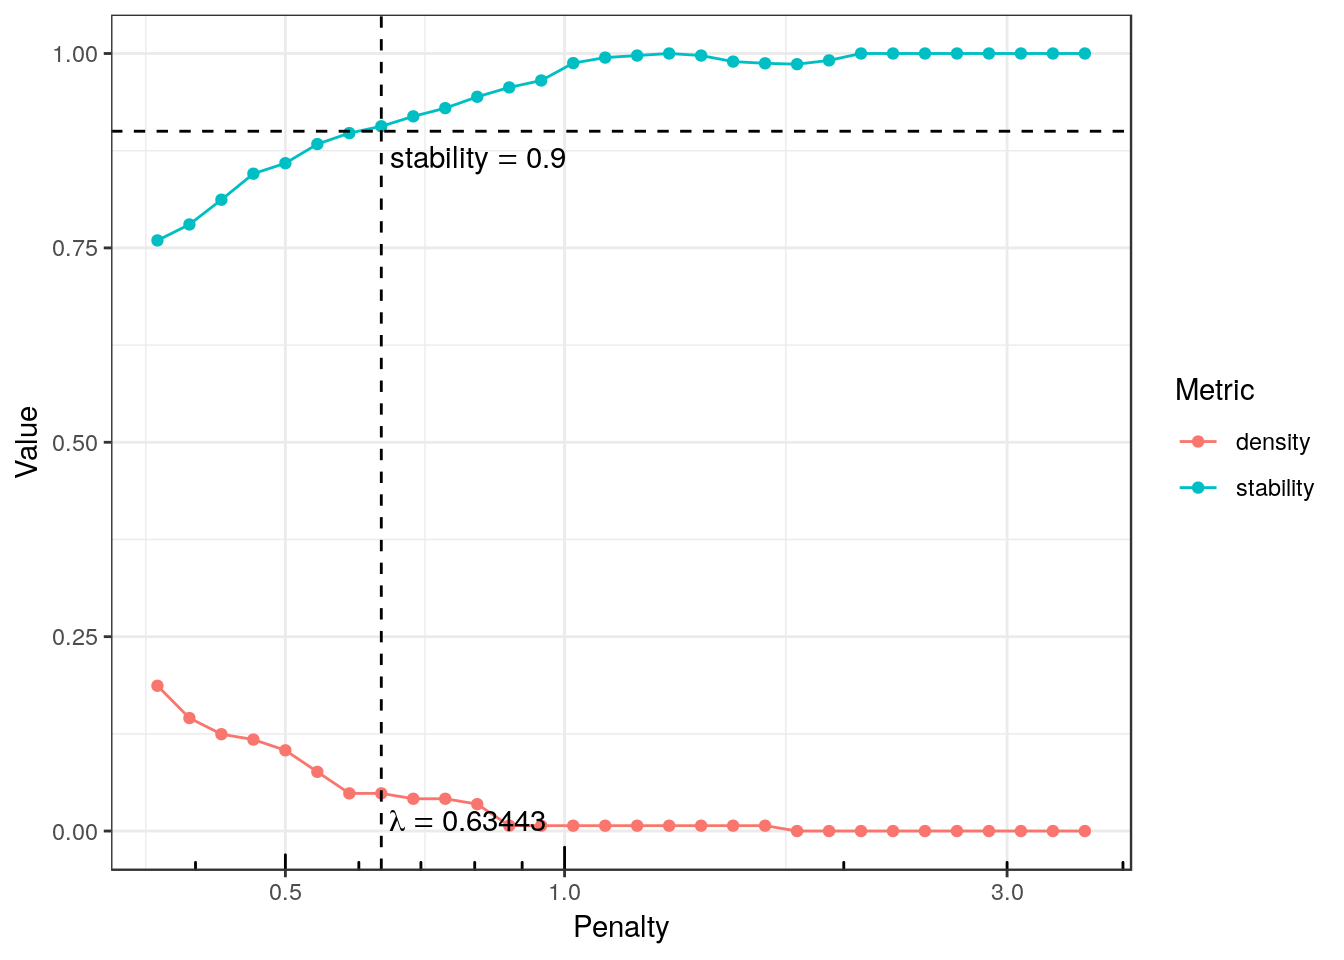 1.00
0.75
0.50
0.25
0.00
Value
stability = 0.9
λ = 0.63443
0.5
1.0
3.0
Penalty
Metric
density
stability